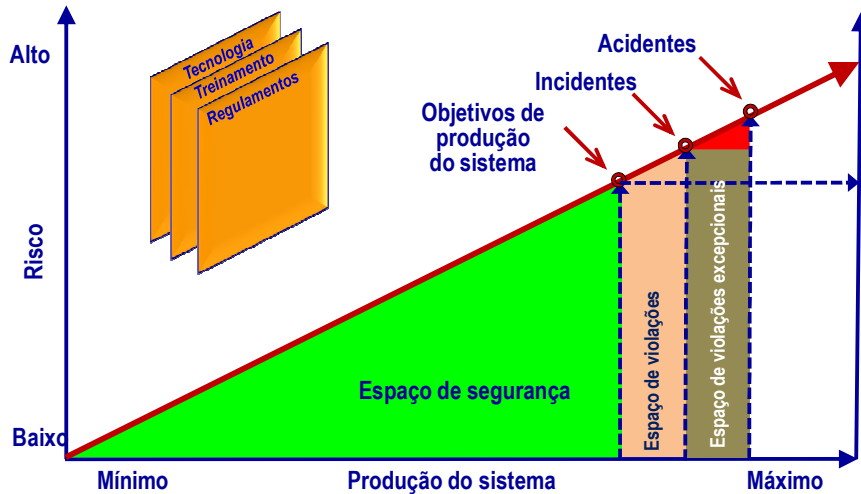 Alto
Tecnologia
Treinamento
Regulamentos
Acidentes
Incidentes
Objetivos de
produção
do sistema
Risco
Espaço de segurança
Espaço de violações
Espaço de violações excepcionais
Baixo
Mínimo
Produção do sistema
Máximo